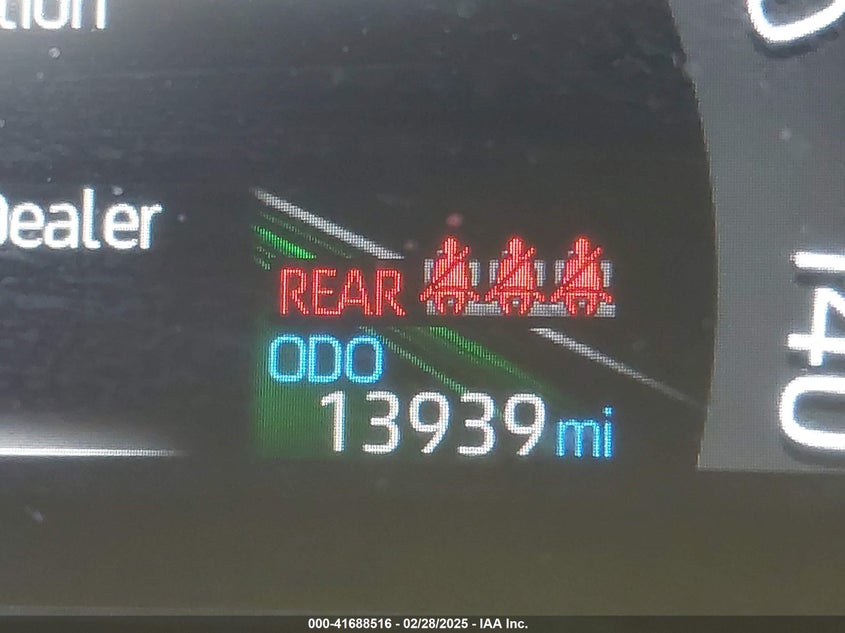 Dealer
REAR
ODO
13939 mi
140
000-41688516 - 02/28/2025 - IAA Inc.